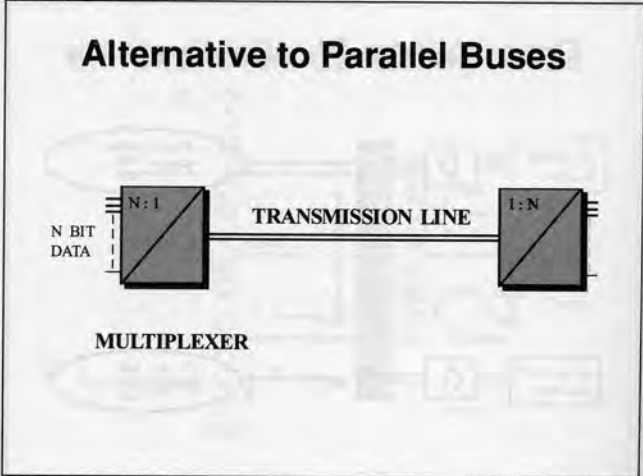 Alternative to Parallel Buses
N : 1
1 : N
TRANSMISSION LINE
N BIT
DATA
MULTIPLEXER